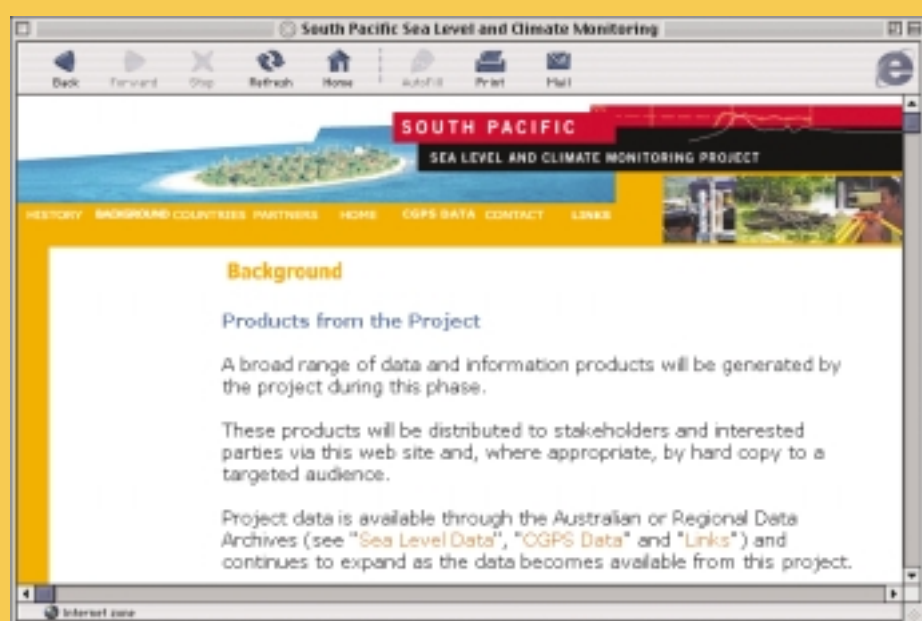 South Pacific Sea Level and Climate Monitoring
Back Forward Stop Refresh Home AutoFill Print Mail
SOUTH PACIFIC
SEA LEVEL AND CLIMATE MONITORING PROJECT
HISTORY BACKGROUND COUNTRIES PARTNERS HOME CGPS DATA CONTACT LINKS
Background
Products from the Project
A broad range of data and information products will be generated by
the project during this phase.
These products will be distributed to stakeholders and interested
parties via this web site and, where appropriate, by hard copy to a
targeted audience.
Project data is available through the Australian or Regional Data
Archives (see "Sea Level Data", "CGPS Data" and "Links") and
continues to expand as the data becomes available from this project.
Internet zone